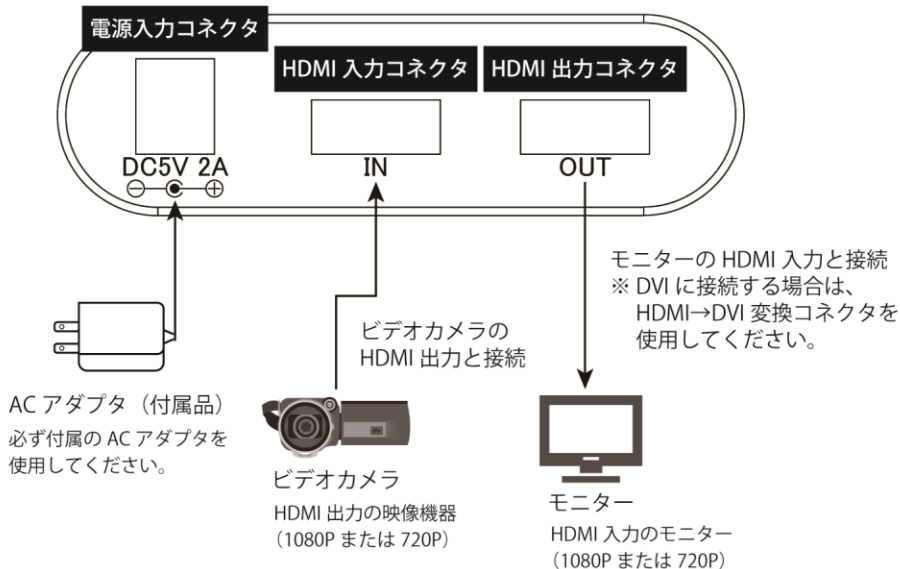 電源入力コネクタ
HDMI 入力コネクタ
HDMI 出力コネクタ
DC5V 2A
IN
OUT
モニターの HDMI 入力と接続
※ DVI に接続する場合は、
HDMI→DVI 変換コネクタを
使用してください。
ビデオカメラの
HDMI 出力と接続
AC アダプタ（付属品）
必ず付属の AC アダプタを
使用してください。
ビデオカメラ
HDMI 出力の映像機器
（1080P または 720P）
モニター
HDMI 入力のモニター
（1080P または 720P）